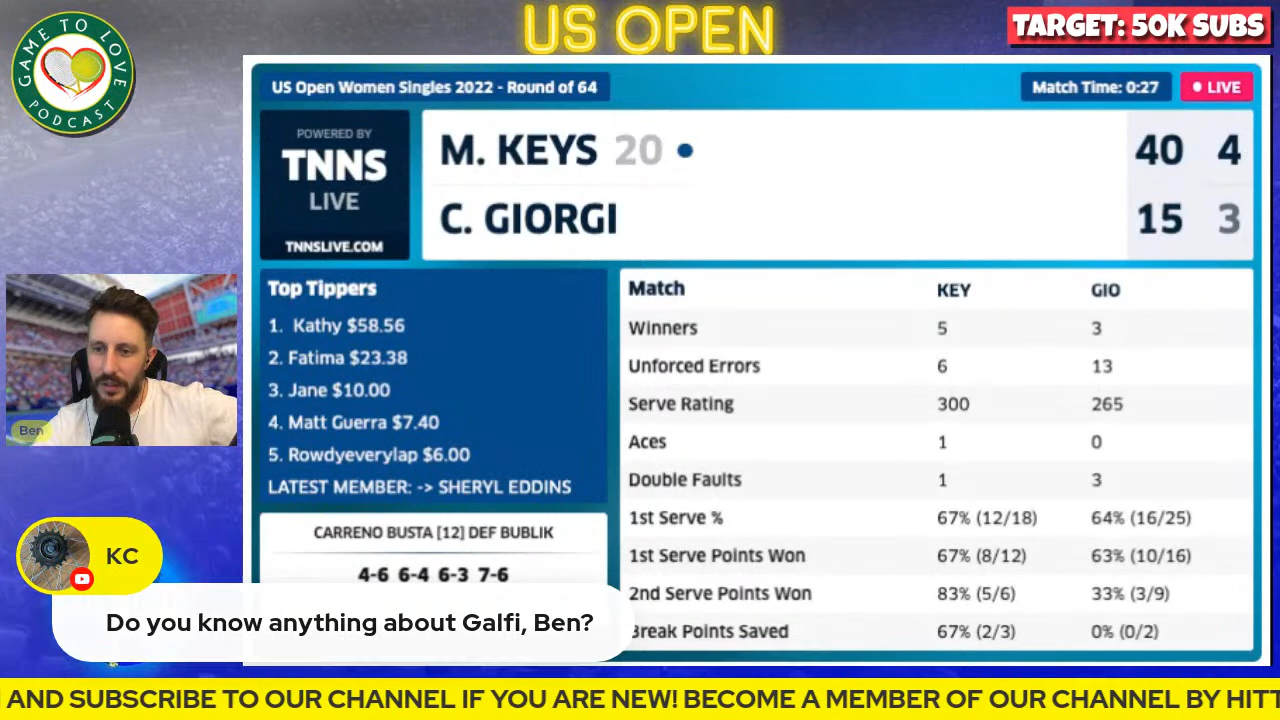 GAME TO LOVE
PODCAST
US OPEN
TARGET: 50K SUBS
US Open Women Singles 2022 - Round of 64
Match Time: 0:27
LIVE
POWERED BY
TNNS
LIVE
TNNSLIVE.COM
M. KEYS 20 40 4
C. GIORGI 15 3
Top Tippers
1. Kathy $58.56
2. Fatima $23.38
3. Jane $10.00
4. Matt Guerra $7.40
5. Rowdyeverylap $6.00
LATEST MEMBER: -> SHERYL EDDINS
CARRENO BUSTA [12] DEF BUBLIK
4-6 6-4 6-3 7-6
Match KEY GIO
Winners 5 3
Unforced Errors 6 13
Serve Rating 300 265
Aces 1 0
Double Faults 1 3
1st Serve % 67% (12/18) 64% (16/25)
1st Serve Points Won 67% (8/12) 63% (10/16)
2nd Serve Points Won 83% (5/6) 33% (3/9)
Break Points Saved 67% (2/3) 0% (0/2)
Ben
KC
Do you know anything about Galfi, Ben?
AND SUBSCRIBE TO OUR CHANNEL IF YOU ARE NEW! BECOME A MEMBER OF OUR CHANNEL BY HITT